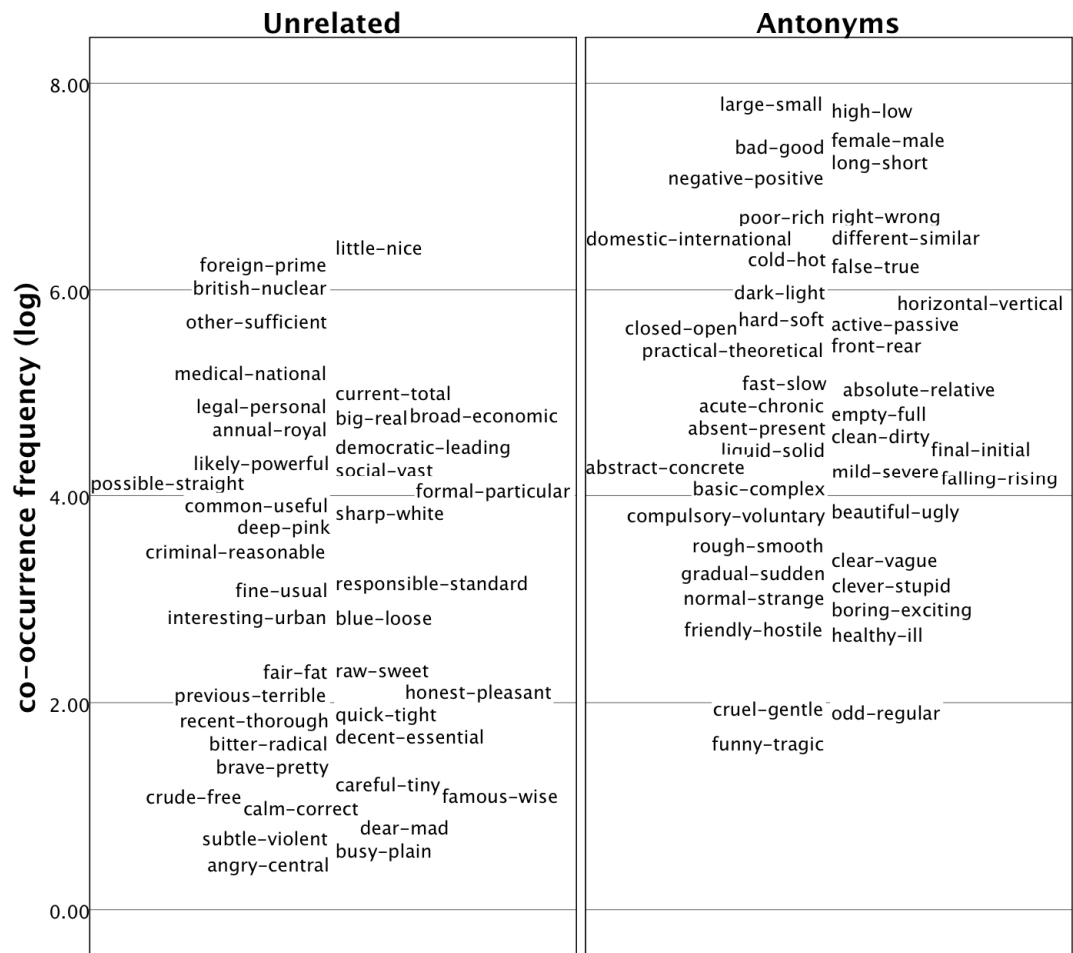 Unrelated
Antonyms
co-occurrence frequency (log)
8.00
6.00
4.00
2.00
0.00
little-nice
foreign-prime
british-nuclear
other-sufficient
medical-national
current-total
legal-personal
big-real
broad-economic
annual-royal
democratic-leading
likely-powerful
social-vast
possible-straight
formal-particular
common-useful
sharp-white
deep-pink
criminal-reasonable
responsible-standard
fine-usual
interesting-urban
blue-loose
fair-fat
raw-sweet
previous-terrible
honest-pleasant
recent-thorough
quick-tight
bitter-radical
decent-essential
brave-pretty
careful-tiny
crude-free
famous-wise
calm-correct
dear-mad
subtle-violent
busy-plain
angry-central
large-small
high-low
female-male
bad-good
long-short
negative-positive
poor-rich
right-wrong
domestic-international
different-similar
cold-hot
false-true
dark-light
horizontal-vertical
hard-soft
closed-open
active-passive
practical-theoretical
front-rear
fast-slow
absolute-relative
acute-chronic
empty-full
absent-present
clean-dirty
liquid-solid
final-initial
abstract-concrete
mild-severe
falling-rising
basic-complex
compulsory-voluntary
beautiful-ugly
rough-smooth
clear-vague
gradual-sudden
clever-stupid
normal-strange
boring-exciting
friendly-hostile
healthy-ill
cruel-gentle
odd-regular
funny-tragic